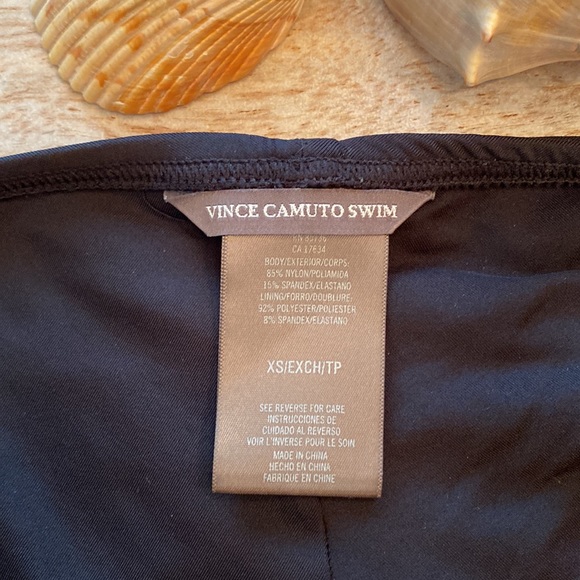 VINCE CAMUTO SWIM
CA 17634
BODY/EXTERIOR/CORPS:
85% NYLON/POLIAMIDA
15% SPANDEX/ELASTANO
LINING/FORRO/DOUBLURE:
92% POLYESTER/POLIESTER
8% SPANDEX/ELASTANO
XS/EXCH/TP
SEE REVERSE FOR CARE
INSTRUCCIONES DE
CUIDADO AL REVERSO
VOIR L'INVERSE POUR LE SOIN
MADE IN CHINA
HECHO EN CHINA
FABRIQUE EN CHINE